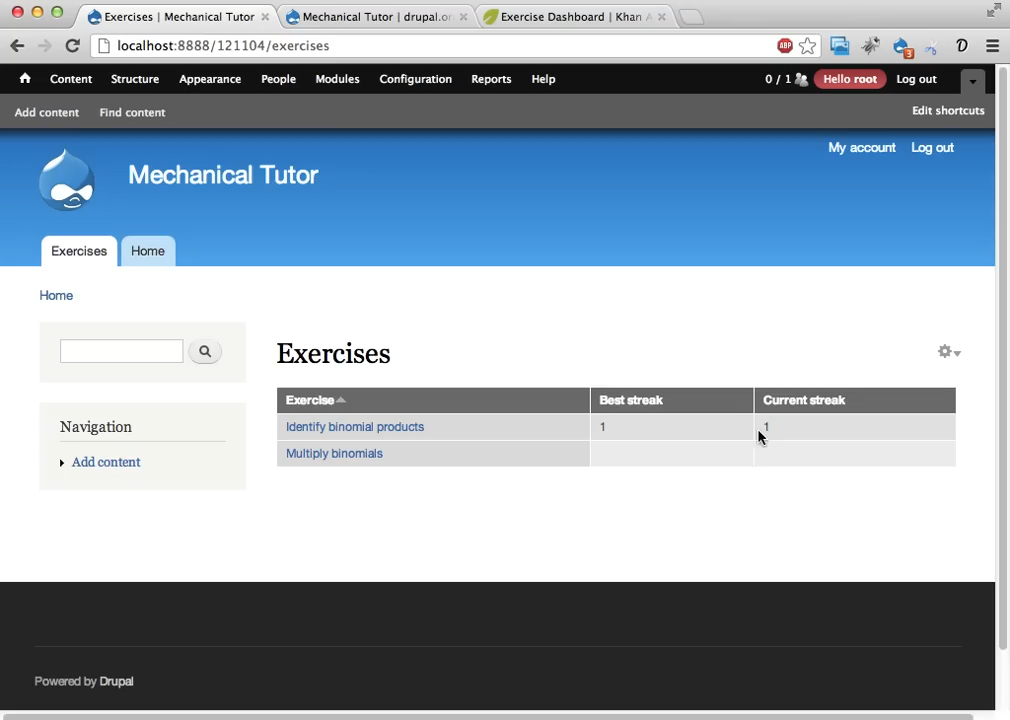 Exercises | Mechanical Tutor
Mechanical Tutor | drupal.or
Exercise Dashboard | Khan A
localhost:8888/121104/exercises
ABP
3
D
Content Structure Appearance People Modules Configuration Reports Help
0 / 1 Hello root Log out
Add content Find content
Edit shortcuts
My account Log out
Mechanical Tutor
Exercises Home
Home
Navigation
Add content
Exercises
Exercise Best streak Current streak
Identify binomial products 1 1
Multiply binomials
Powered by Drupal